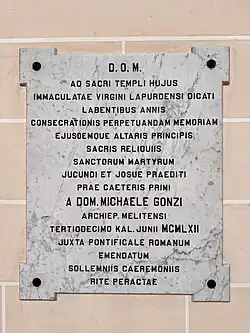 D.O.M.
AD SACRI TEMPLI HUJUS
IMMACULATAE VIRGINI LAPURDENSI DICATI
LABENTIBUS ANNIS
CONSECRATIONIS PERPETUANDAM MEMORIAM
EJUSDEMQUE ALTARIS PRINCIPIS
SACRIS RELIQUIIS
SANCTORUM MARTYRUM
JUCUNDI ET JOSUE PRAEDITI
PRAE CAETERIS PRIMI
A DOM. MICHAELE GONZI
ARCHIEP. MELITENSI
TERTIODECIMO KAL. JUNII MCMLXII
JUXTA PONTIFICALE ROMANUM
EMENDATUM
SOLLEMNIIS CAEREMONIIS
RITE PERACTAE